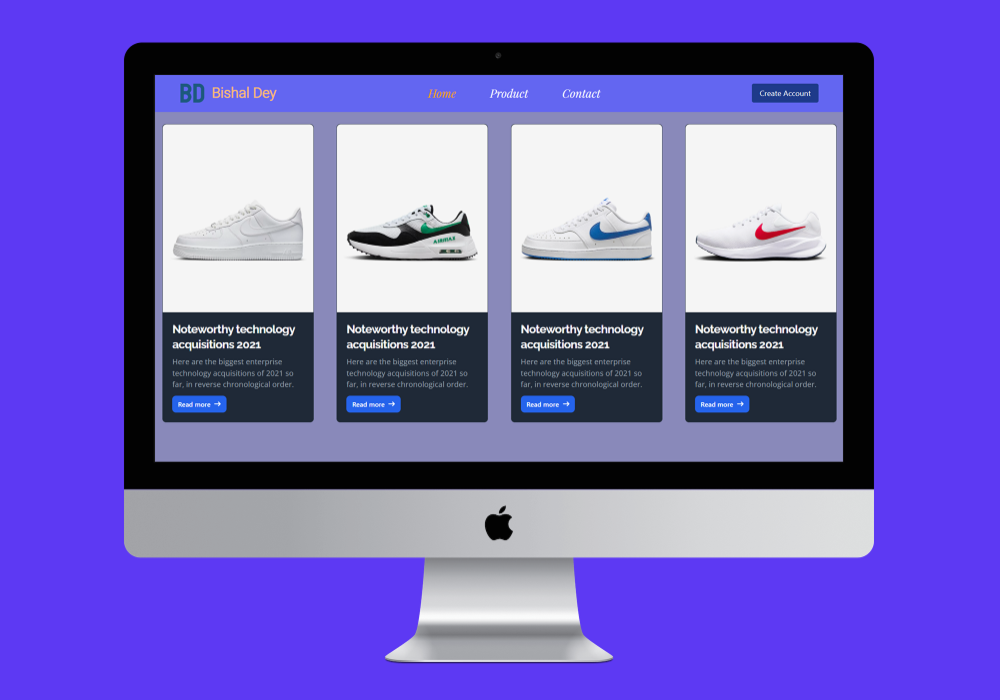 BD Bishal Dey
Home Product Contact
Create Account
AIRMAX
Noteworthy technology
acquisitions 2021
Here are the biggest enterprise
technology acquisitions of 2021 so
far, in reverse chronological order.
Read more →
Noteworthy technology
acquisitions 2021
Here are the biggest enterprise
technology acquisitions of 2021 so
far, in reverse chronological order.
Read more →
Noteworthy technology
acquisitions 2021
Here are the biggest enterprise
technology acquisitions of 2021 so
far, in reverse chronological order.
Read more →
Noteworthy technology
acquisitions 2021
Here are the biggest enterprise
technology acquisitions of 2021 so
far, in reverse chronological order.
Read more →